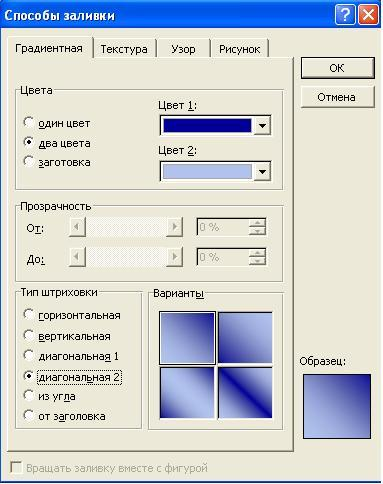 Способы заливки
Градиентная
Текстура
Узор
Рисунок
OK
Отмена
Цвета
один цвет
два цвета
заготовка
Цвет 1:
Цвет 2:
Прозрачность
От:
0 %
До:
0 %
Тип штриховки
горизонтальная
вертикальная
диагональная 1
диагональная 2
из угла
от заголовка
Варианты
Образец:
Вращать заливку вместе с фигурой